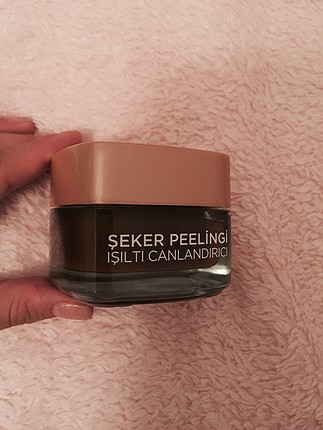 ŞEKER PEELİNGİ
IŞILTI CANLANDIRICI